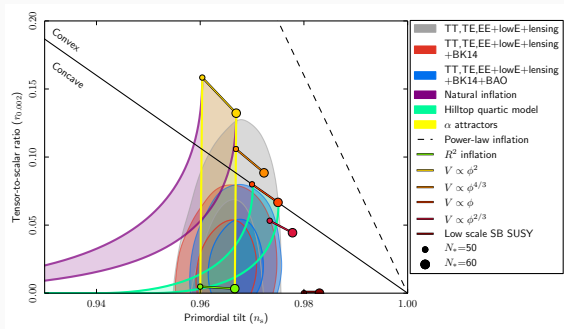 0.20
0.15
0.10
0.05
0.00
Tensor-to-scalar ratio (r₀.₀₀₂)
Convex
Concave
0.94
0.96
0.98
1.00
Primordial tilt (nₛ)
TT,TE,EE+lowE+lensing
TT,TE,EE+lowE+lensing
+BK14
TT,TE,EE+lowE+lensing
+BK14+BAO
Natural inflation
Hilltop quartic model
α attractors
Power-law inflation
R² inflation
V ∝ ϕ²
V ∝ ϕ^{4/3}
V ∝ ϕ
V ∝ ϕ^{2/3}
Low scale SB SUSY
N*=50
N*=60